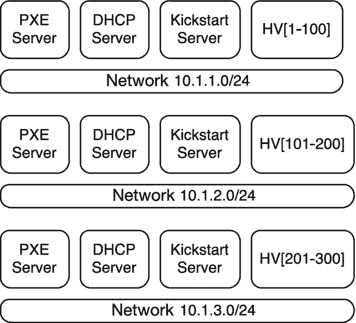 PXE Server DHCP Server Kickstart Server HV[1-100]
Network 10.1.1.0/24
PXE Server DHCP Server Kickstart Server HV[101-200]
Network 10.1.2.0/24
PXE Server DHCP Server Kickstart Server HV[201-300]
Network 10.1.3.0/24